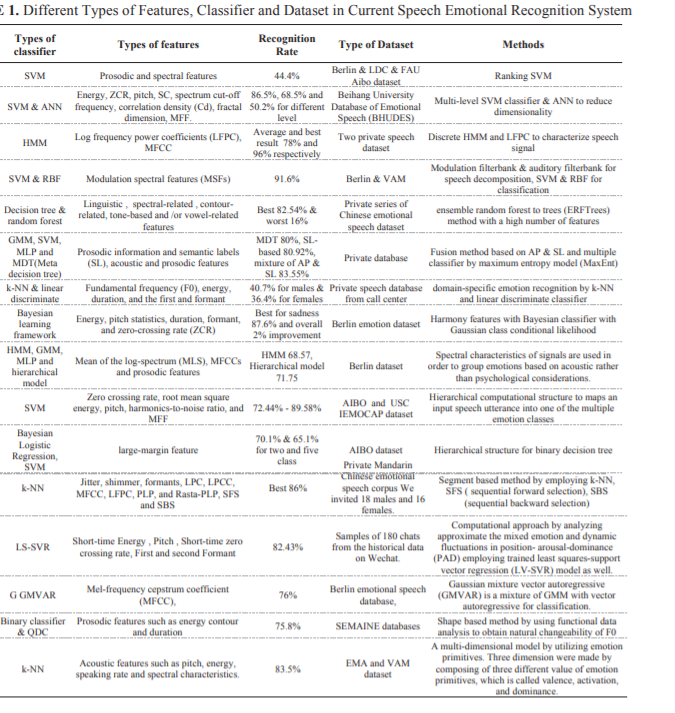 E 1. Different Types of Features, Classifier and Dataset in Current Speech Emotional Recognition System
Types of classifier | Types of features | Recognition Rate | Type of Dataset | Methods
SVM | Prosodic and spectral features | 44.4% | Berlin & LDC & FAU Aibo dataset | Ranking SVM
SVM & ANN | Energy, ZCR, pitch, SC, spectrum cut-off frequency, correlation density (Cd), fractal dimension, MFF. | 86.5%, 68.5% and 50.2% for different level | Beihang University Database of Emotional Speech (BHUDES) | Multi-level SVM classifier & ANN to reduce dimensionality
HMM | Log frequency power coefficients (LFPC), MFCC | Average and best result 78% and 96% respectively | Two private speech dataset | Discrete HMM and LFPC to characterize speech signal
SVM & RBF | Modulation spectral features (MSFs) | 91.6% | Berlin & VAM | Modulation filterbank & auditory filterbank for speech decomposition, SVM & RBF for classification
Decision tree & random forest | Linguistic , spectral-related , contour-related, tone-based and /or vowel-related features | Best 82.54% & worst 16% | Private series of Chinese emotional speech dataset | ensemble random forest to trees (ERFTrees) method with a high number of features
GMM, SVM, MLP and MDT(Meta decision tree) | Prosodic information and semantic labels (SL), acoustic and prosodic features | MDT 80%, SL-based 80.92%, mixture of AP & SL 83.55% | Private database | Fusion method based on AP & SL and multiple classifier by maximum entropy model (MaxEnt)
k-NN & linear discriminate | Fundamental frequency (F0), energy, duration, and the first and formant | 40.7% for males & 36.4% for females | Private speech database from call center | domain-specific emotion recognition by k-NN and linear discriminate classifier
Bayesian learning framework | Energy, pitch statistics, duration, formant, and zero-crossing rate (ZCR) | Best for sadness 87.6% and overall 2% improvement | Berlin emotion dataset | Harmony features with Bayesian classifier with Gaussian class conditional likelihood
HMM, GMM, MLP and hierarchical model | Mean of the log-spectrum (MLS), MFCCs and prosodic features | HMM 68.57, Hierarchical model 71.75 | Berlin dataset | Spectral characteristics of signals are used in order to group emotions based on acoustic rather than psychological considerations.
SVM | Zero crossing rate, root mean square energy, pitch, harmonics-to-noise ratio, and MFF | 72.44% - 89.58% | AIBO and USC IEMOCAP dataset | Hierarchical computational structure to maps an input speech utterance into one of the multiple emotion classes
Bayesian Logistic Regression, SVM | large-margin feature | 70.1% & 65.1% for two and five class | AIBO dataset | Hierarchical structure for binary decision tree
k-NN | Jitter, shimmer, formants, LPC, LPCC, MFCC, LFPC, PLP, and Rasta-PLP, SFS and SBS | Best 86% | Private Mandarin Chinese emotional speech corpus We invited 18 males and 16 females. | Segment based method by employing k-NN, SFS ( sequential forward selection), SBS (sequential backward selection)
LS-SVR | Short-time Energy , Pitch , Short-time zero crossing rate, First and second Formant | 82.43% | Samples of 180 chats from the historical data on Wechat. | Computational approach by analyzing approximate the mixed emotion and dynamic fluctuations in position- arousal-dominance (PAD) employing trained least squares-support vector regression (LV-SVR) model as well.
G GMVAR | Mel-frequency cepstrum coefficient (MFCC), | 76% | Berlin emotional speech database, | Gaussian mixture vector autoregressive (GMVAR) is a mixture of GMM with vector autoregressive for classification.
Binary classifier & QDC | Prosodic features such as energy contour and duration | 75.8% | SEMAINE databases | Shape based method by using functional data analysis to obtain natural changeability of F0
k-NN | Acoustic features such as pitch, energy, speaking rate and spectral characteristics. | 83.5% | EMA and VAM dataset | A multi-dimensional model by utilizing emotion primitives. Three dimension were made by composing of three different value of emotion primitives, which is called valence, activation, and dominance.